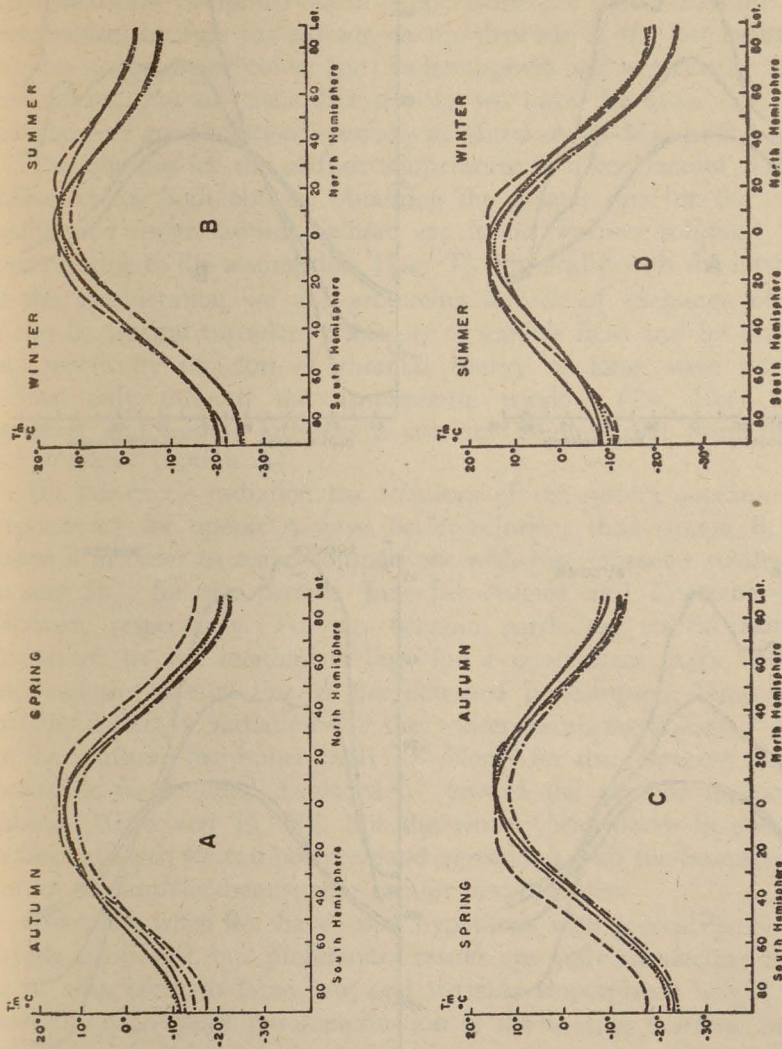 AUTUMN SPRING
T'm
°C
20°
10°
0°
-10°
-20°
-30°
A
80 60 40 20 0 20 40 60 80 Lat.
South Hemisphere North Hemisphere
WINTER SUMMER
T'm
°C
20°
10°
0°
-10°
-20°
-30°
B
80 60 40 20 0 20 40 60 80 Lat.
South Hemisphere North Hemisphere
SPRING AUTUMN
T'm
°C
20°
10°
0°
-10°
-20°
-30°
C
80 60 40 20 0 20 40 60 80 Lat.
South Hemisphere North Hemisphere
SUMMER WINTER
T'm
°C
20°
10°
0°
-10°
-20°
-30°
D
80 60 40 20 0 20 40 60 80 Lat.
South Hemisphere North Hemisphere